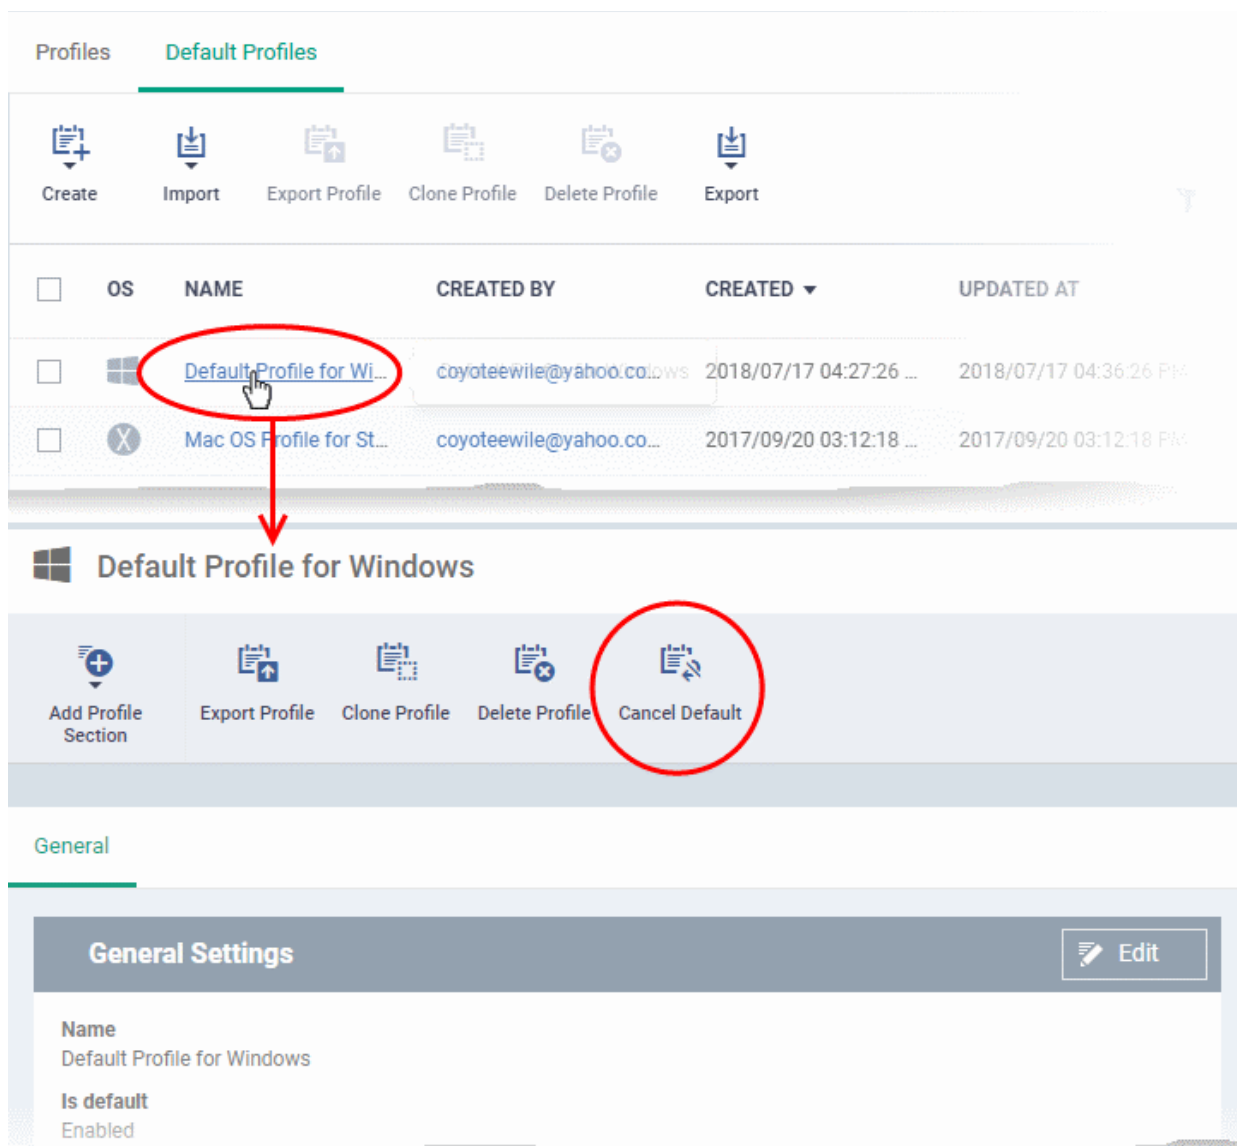 Profiles Default Profiles
Create Import Export Profile Clone Profile Delete Profile Export
OS NAME CREATED BY CREATED UPDATED AT
Default Profile for Wi... coyoteewile@yahoo.co... 2018/07/17 04:27:26 ... 2018/07/17 04:36:26 PM
Mac OS Profile for St... coyoteewile@yahoo.co... 2017/09/20 03:12:18 ... 2017/09/20 03:12:18 PM
Default Profile for Windows
Add Profile Section Export Profile Clone Profile Delete Profile Cancel Default
General
General Settings Edit
Name
Default Profile for Windows
Is default
Enabled